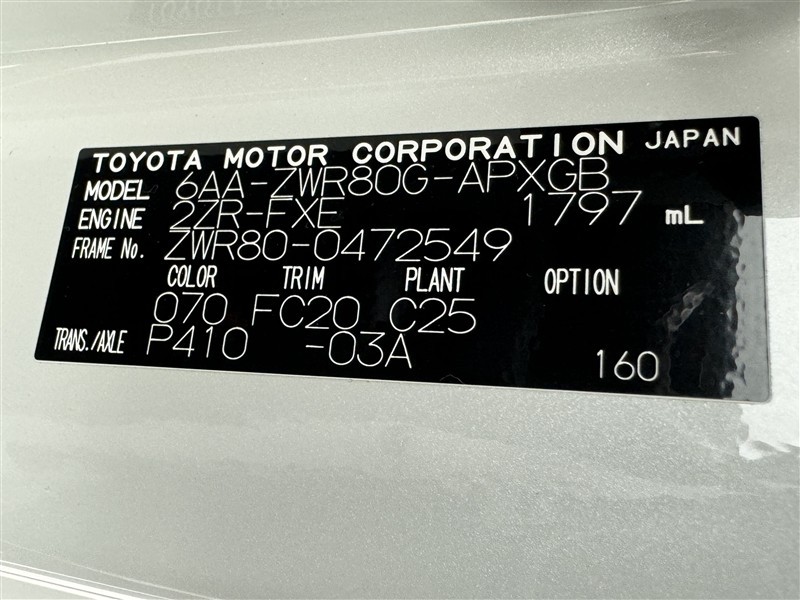 TOYOTA MOTOR CORPORATION JAPAN
MODEL 6AA-ZWR80G-APXGB
ENGINE 2ZR-FXE 1797 mL
FRAME No. ZWR80-0472549
COLOR TRIM PLANT OPTION
070 FC20 C25
TRANS./AXLE P410 -03A 160